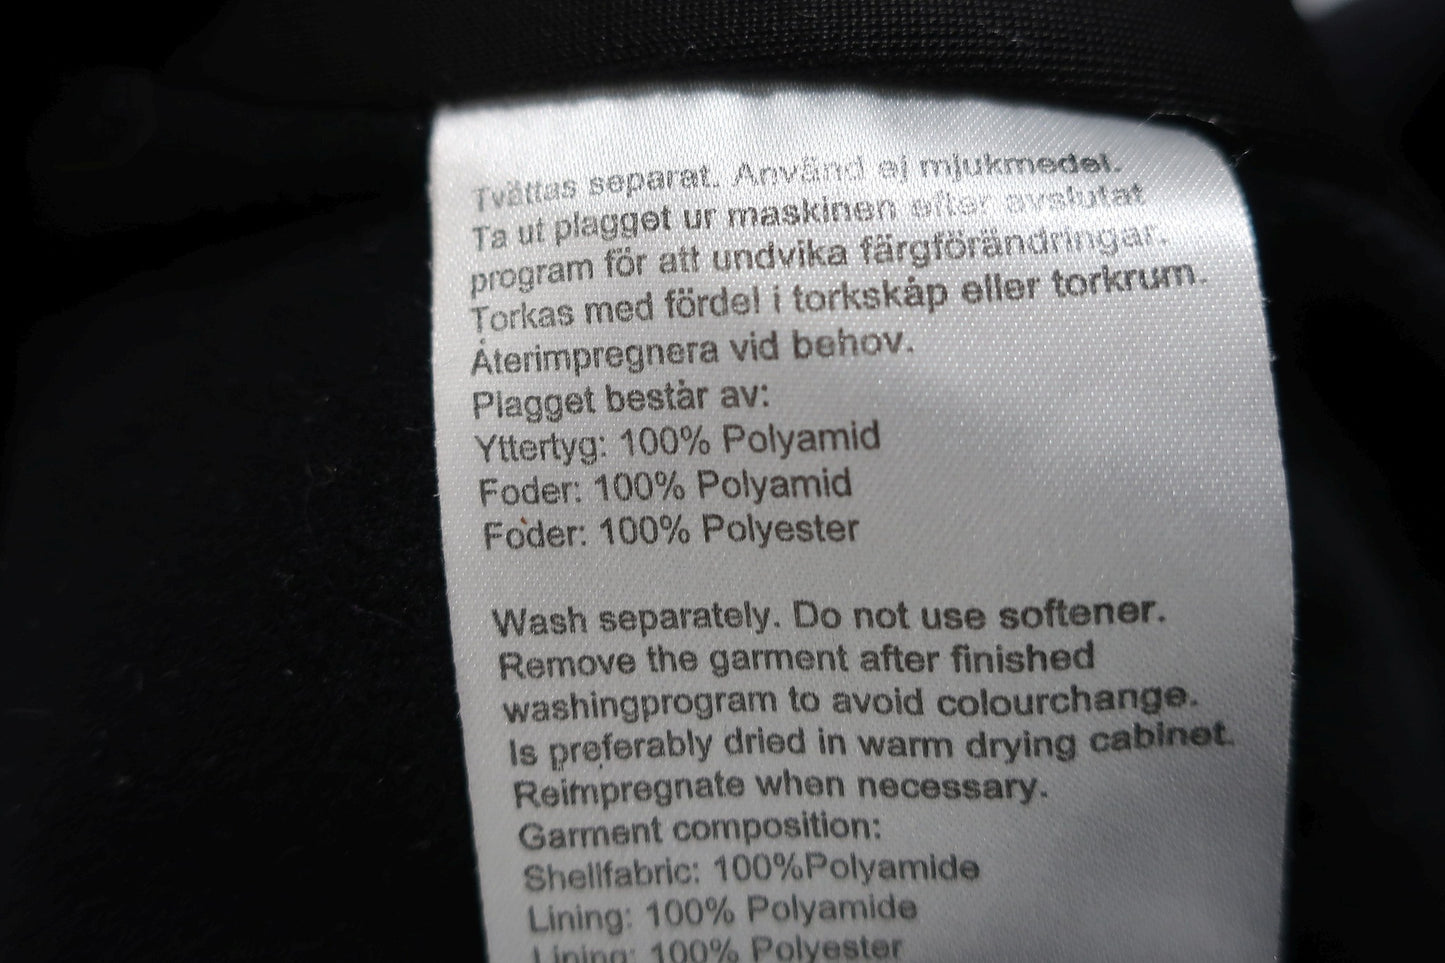 Tvättas separat. Använd ej mjukmedel.
Ta ut plagget ur maskinen efter avslutat
program för att undvika färgförändringar.
Torkas med fördel i torkskåp eller torkrum.
Återimpregnera vid behov.
Plagget består av:
Yttertyg: 100% Polyamid
Foder: 100% Polyamid
Foder: 100% Polyester
Wash separately. Do not use softener.
Remove the garment after finished
washingprogram to avoid colourchange.
Is preferably dried in warm drying cabinet.
Reimpregnate when necessary.
Garment composition:
Shellfabric: 100%Polyamide
Lining: 100% Polyamide
Lining: 100% Polyester